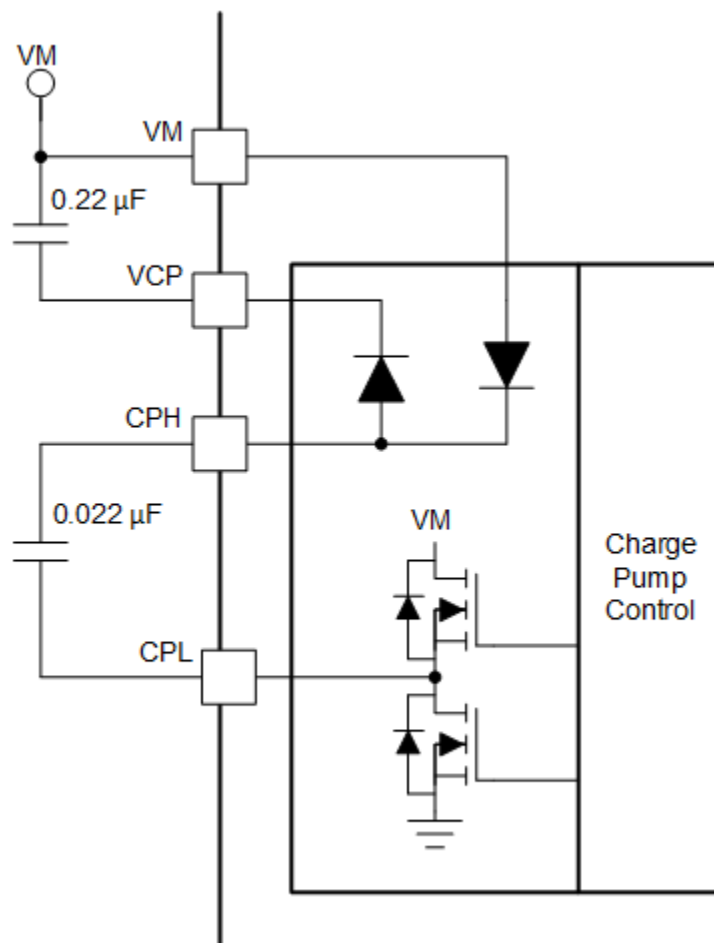 VM
VM
0.22 µF
VCP
CPH
0.022 µF
VM
Charge
Pump
Control
CPL